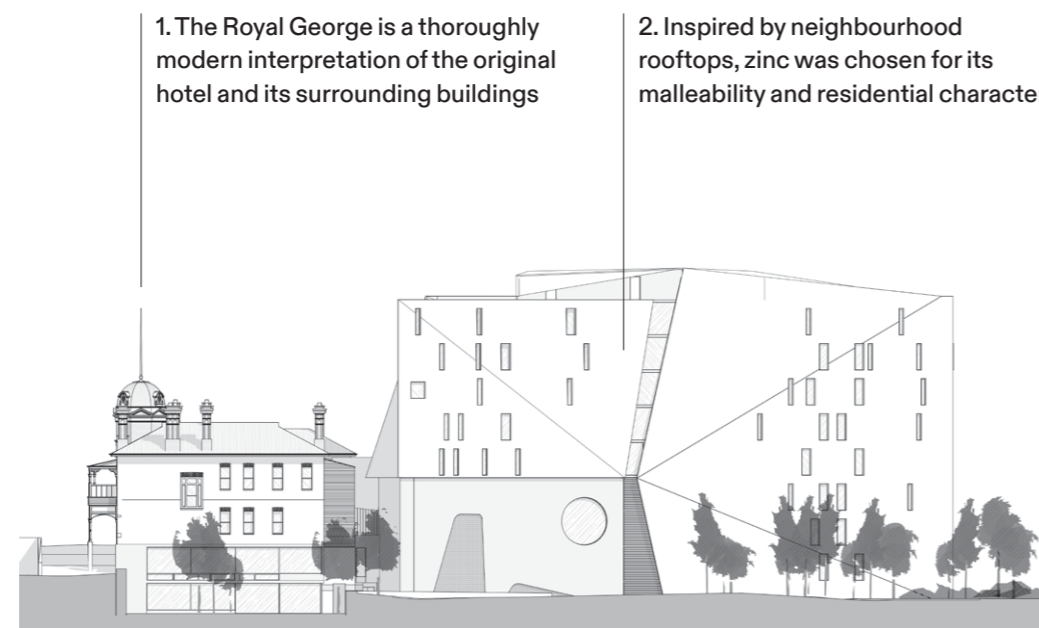 1. The Royal George is a thoroughly
modern interpretation of the original
hotel and its surrounding buildings
2. Inspired by neighbourhood
rooftops, zinc was chosen for its
malleability and residential